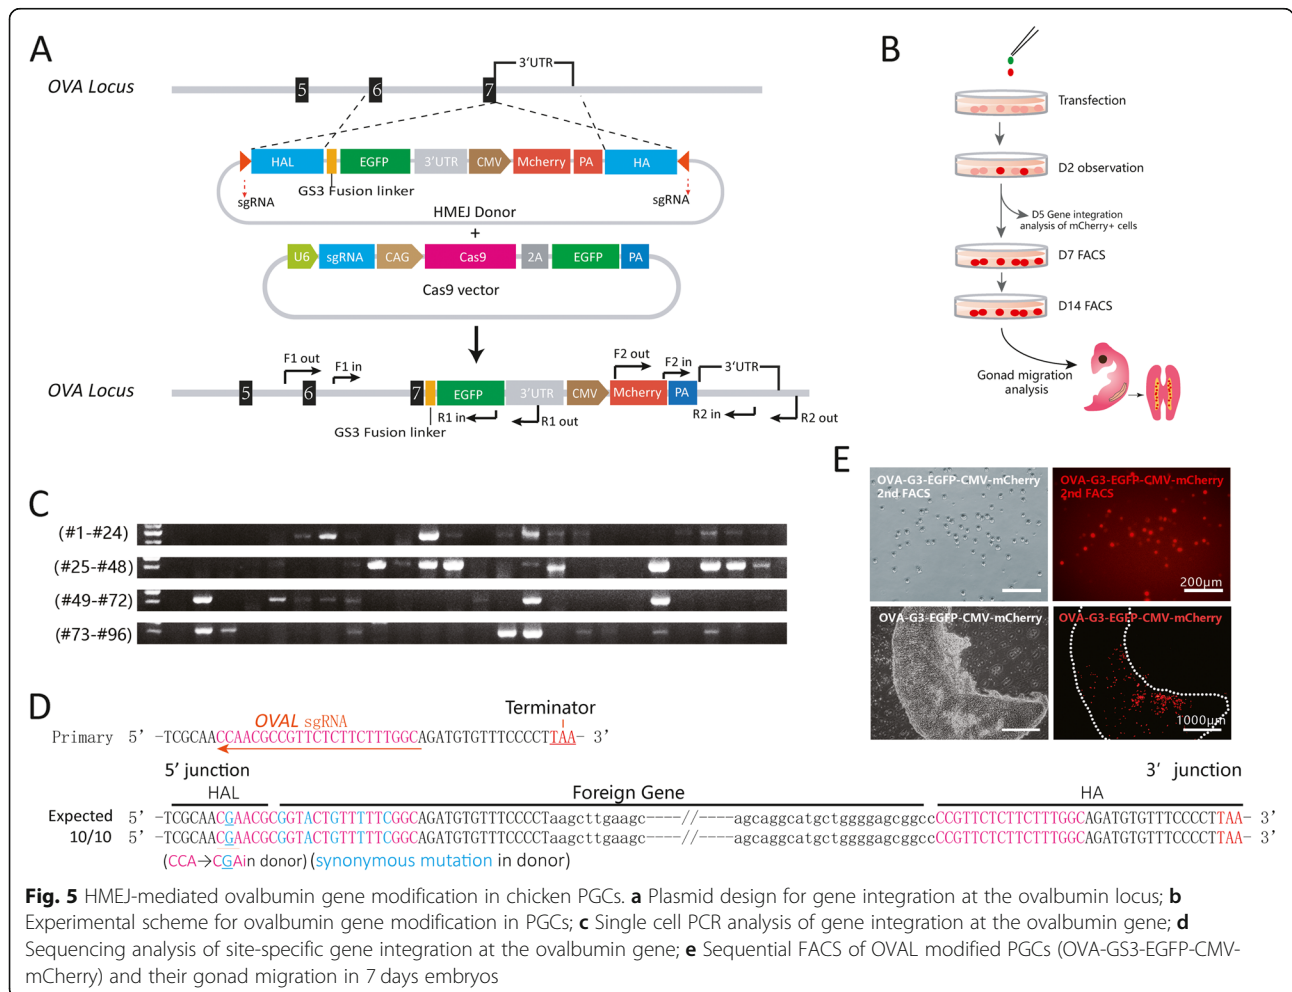 A
B
OVA Locus
5
6
7
3'UTR
HAL
EGFP
3'UTR
CMV
Mcherry
PA
HA
GS3 Fusion linker
sgRNA
sgRNA
HMEJ Donor
+
U6
sgRNA
CAG
Cas9
2A
EGFP
PA
Cas9 vector
F1 out
F1 in
F2 out
F2 in
3'UTR
OVA Locus
5
6
7
EGFP
3'UTR
CMV
Mcherry
PA
R1 in
R1 out
R2 in
R2 out
GS3 Fusion linker
Transfection
D2 observation
D5 Gene integration
analysis of mCherry+ cells
D7 FACS
D14 FACS
Gonad migration
analysis
C
(#1-#24)
(#25-#48)
(#49-#72)
(#73-#96)
E
OVA-G3-EGFP-CMV-mCherry
2nd FACS
OVA-G3-EGFP-CMV-mCherry
2nd FACS
200μm
OVA-G3-EGFP-CMV-mCherry
OVA-G3-EGFP-CMV-mCherry
1000μm
D
OVAL sgRNA
Terminator
Primary 5' -TCGCAACCAACGCCGTTCTCTTCTTTGGCAGATGTGTTTCCCCTTAA- 3'
5' junction
3' junction
HAL
Foreign Gene
HA
Expected 5' -TCGCAACGAACGCGGTACTGTTTTTCGGCAGATGTGTTTCCCCTaagcttgaagc----//----agcaggcatgctggggagcggcccCCGTTCTCTTCTTTGGCAGATGTGTTTCCCCTTAA- 3'
10/10 5' -TCGCAACGAACGCGGTACTGTTTTTCGGCAGATGTGTTTCCCCTaagcttgaagc----//----agcaggcatgctggggagcggcccCCGTTCTCTTCTTTGGCAGATGTGTTTCCCCTTAA- 3'
(CCA→CGAin donor) (synonymous mutation in donor)
Fig. 5 HMEJ-mediated ovalbumin gene modification in chicken PGCs. a Plasmid design for gene integration at the ovalbumin locus; b
Experimental scheme for ovalbumin gene modification in PGCs; c Single cell PCR analysis of gene integration at the ovalbumin gene; d
Sequencing analysis of site-specific gene integration at the ovalbumin gene; e Sequential FACS of OVAL modified PGCs (OVA-GS3-EGFP-CMV-
mCherry) and their gonad migration in 7 days embryos